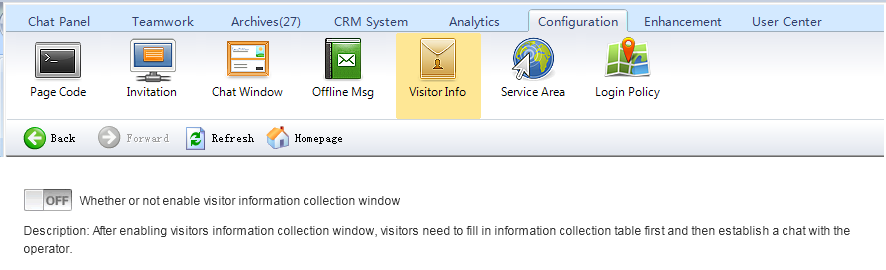 Chat Panel Teamwork Archives(27) CRM System Analytics Configuration Enhancement User Center
Page Code Invitation Chat Window Offline Msg Visitor Info Service Area Login Policy
Back Forward Refresh Homepage
OFF Whether or not enable visitor information collection window
Description: After enabling visitors information collection window, visitors need to fill in information collection table first and then establish a chat with the
operator.